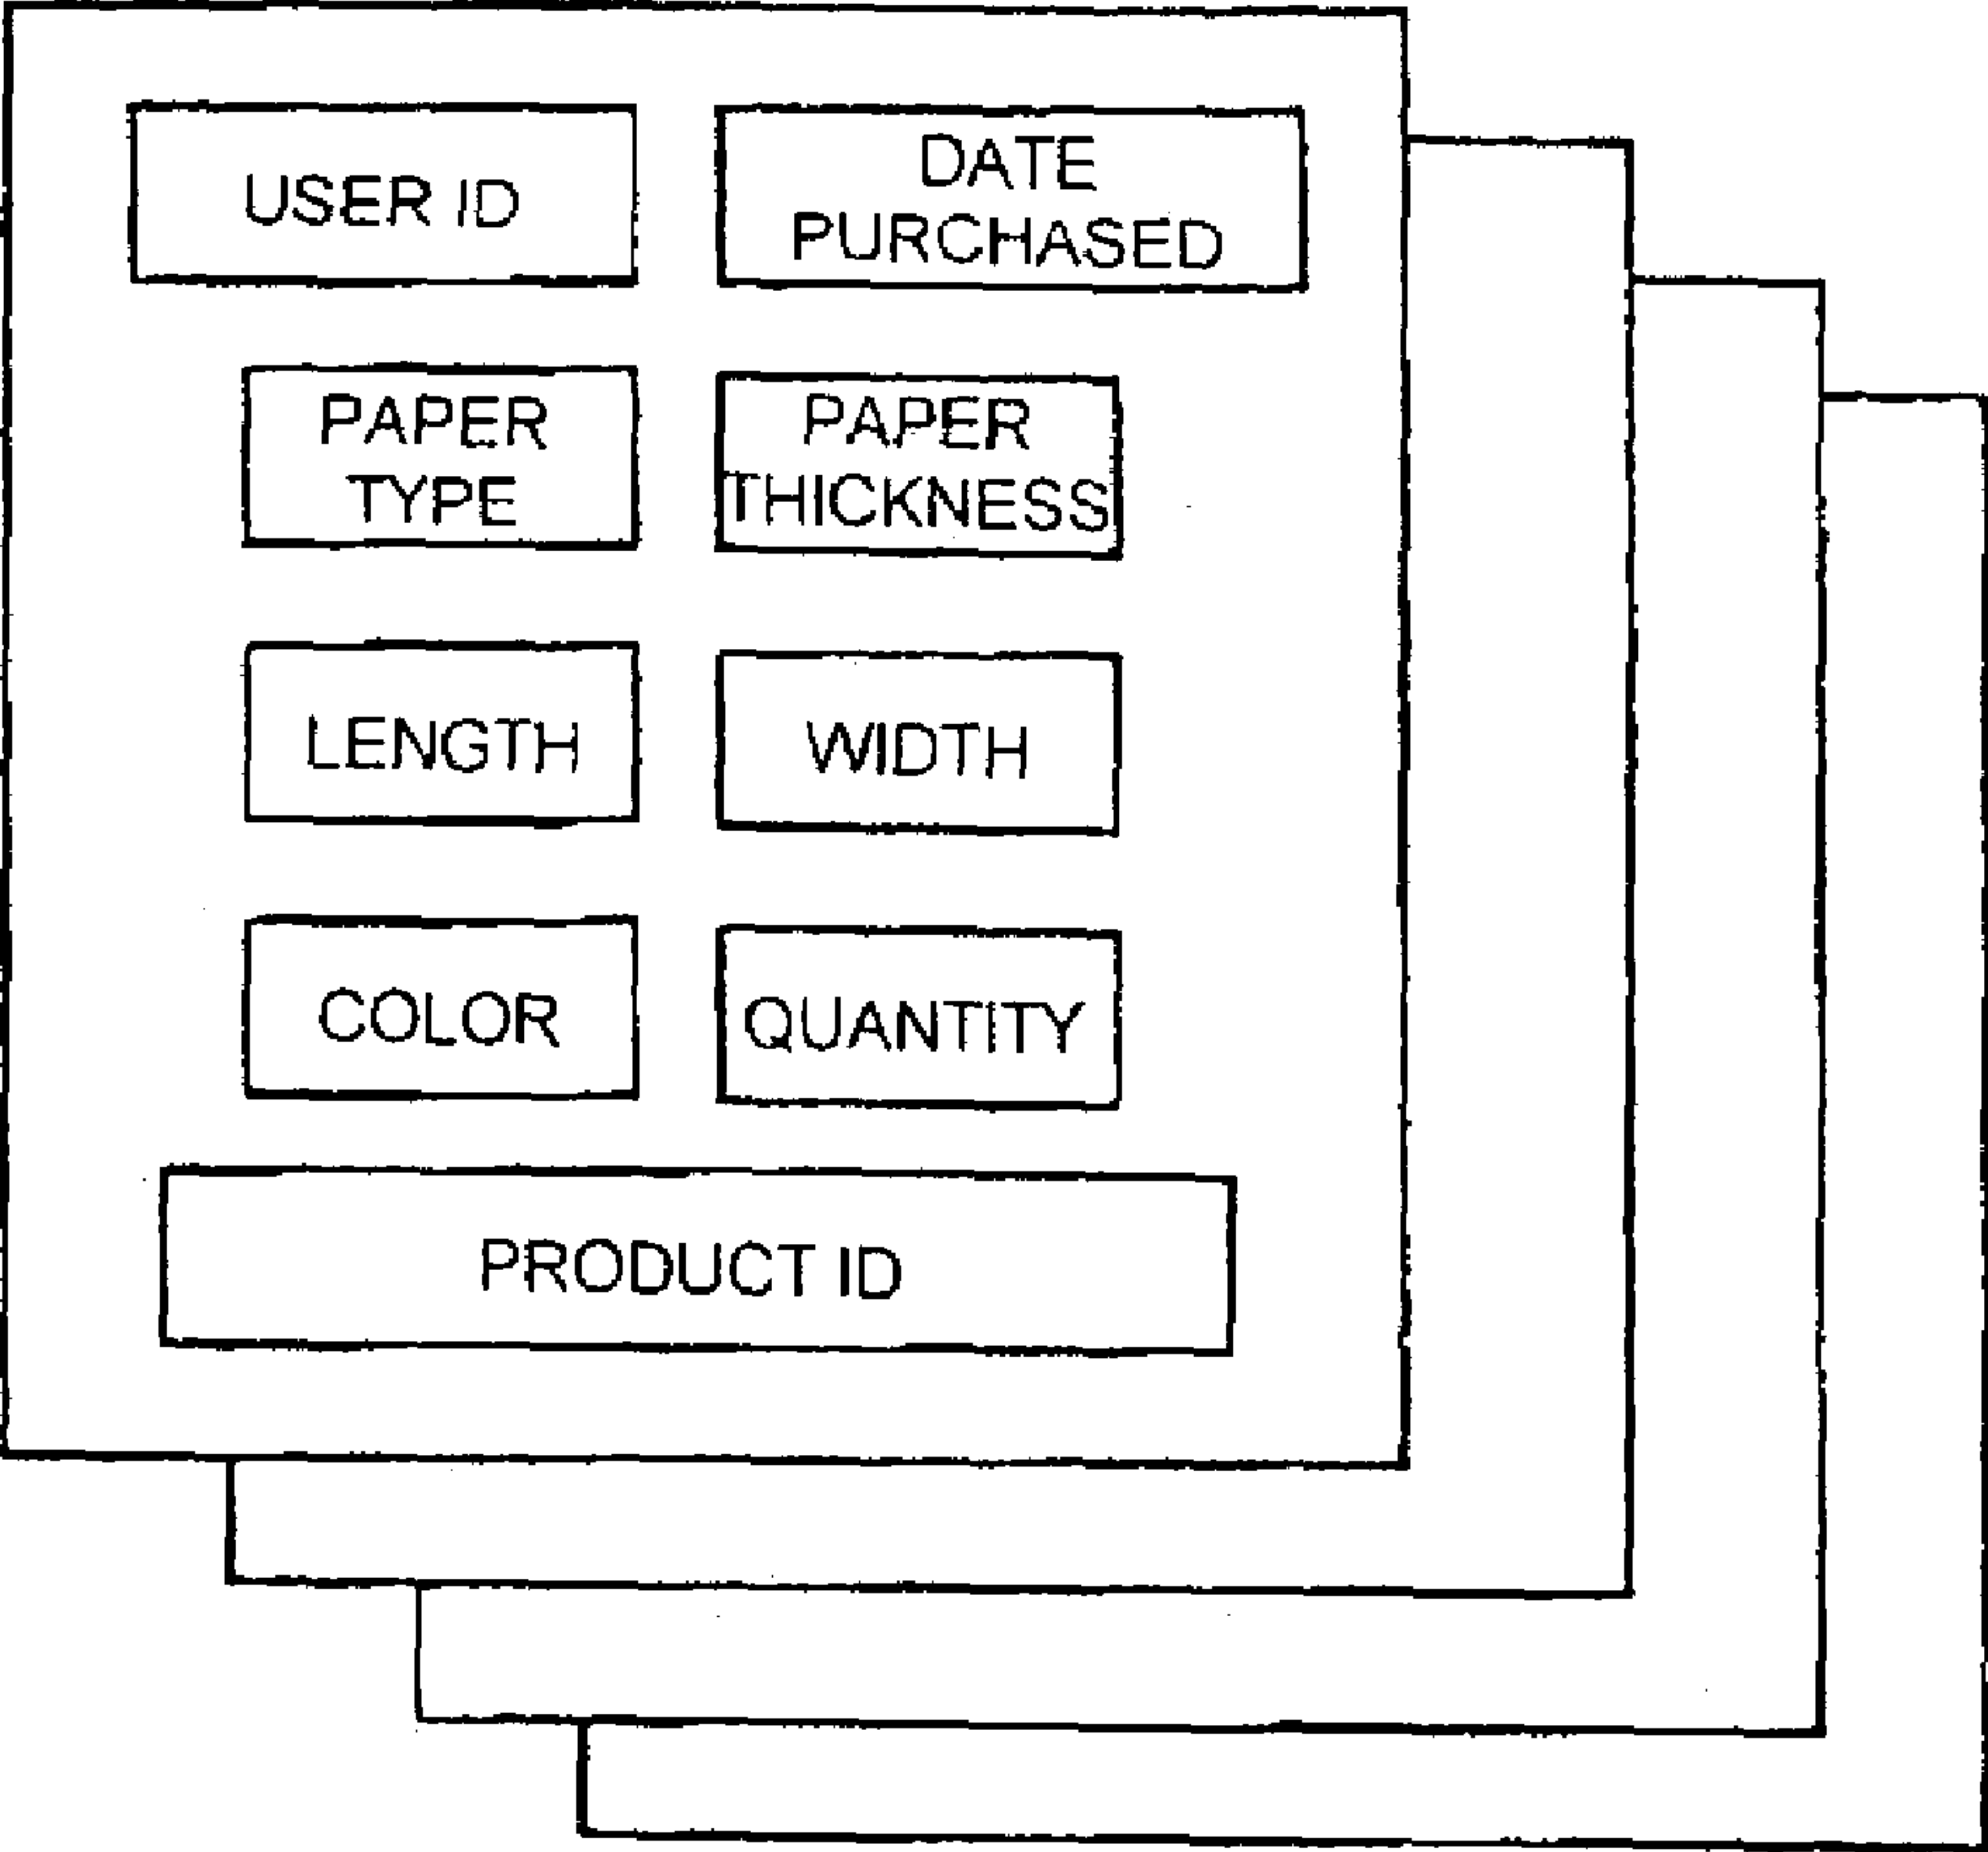 USER ID
DATE
PURCHASED
PAPER
TYPE
PAPER
THICKNESS
LENGTH
WIDTH
COLOR
QUANTITY
PRODUCT ID